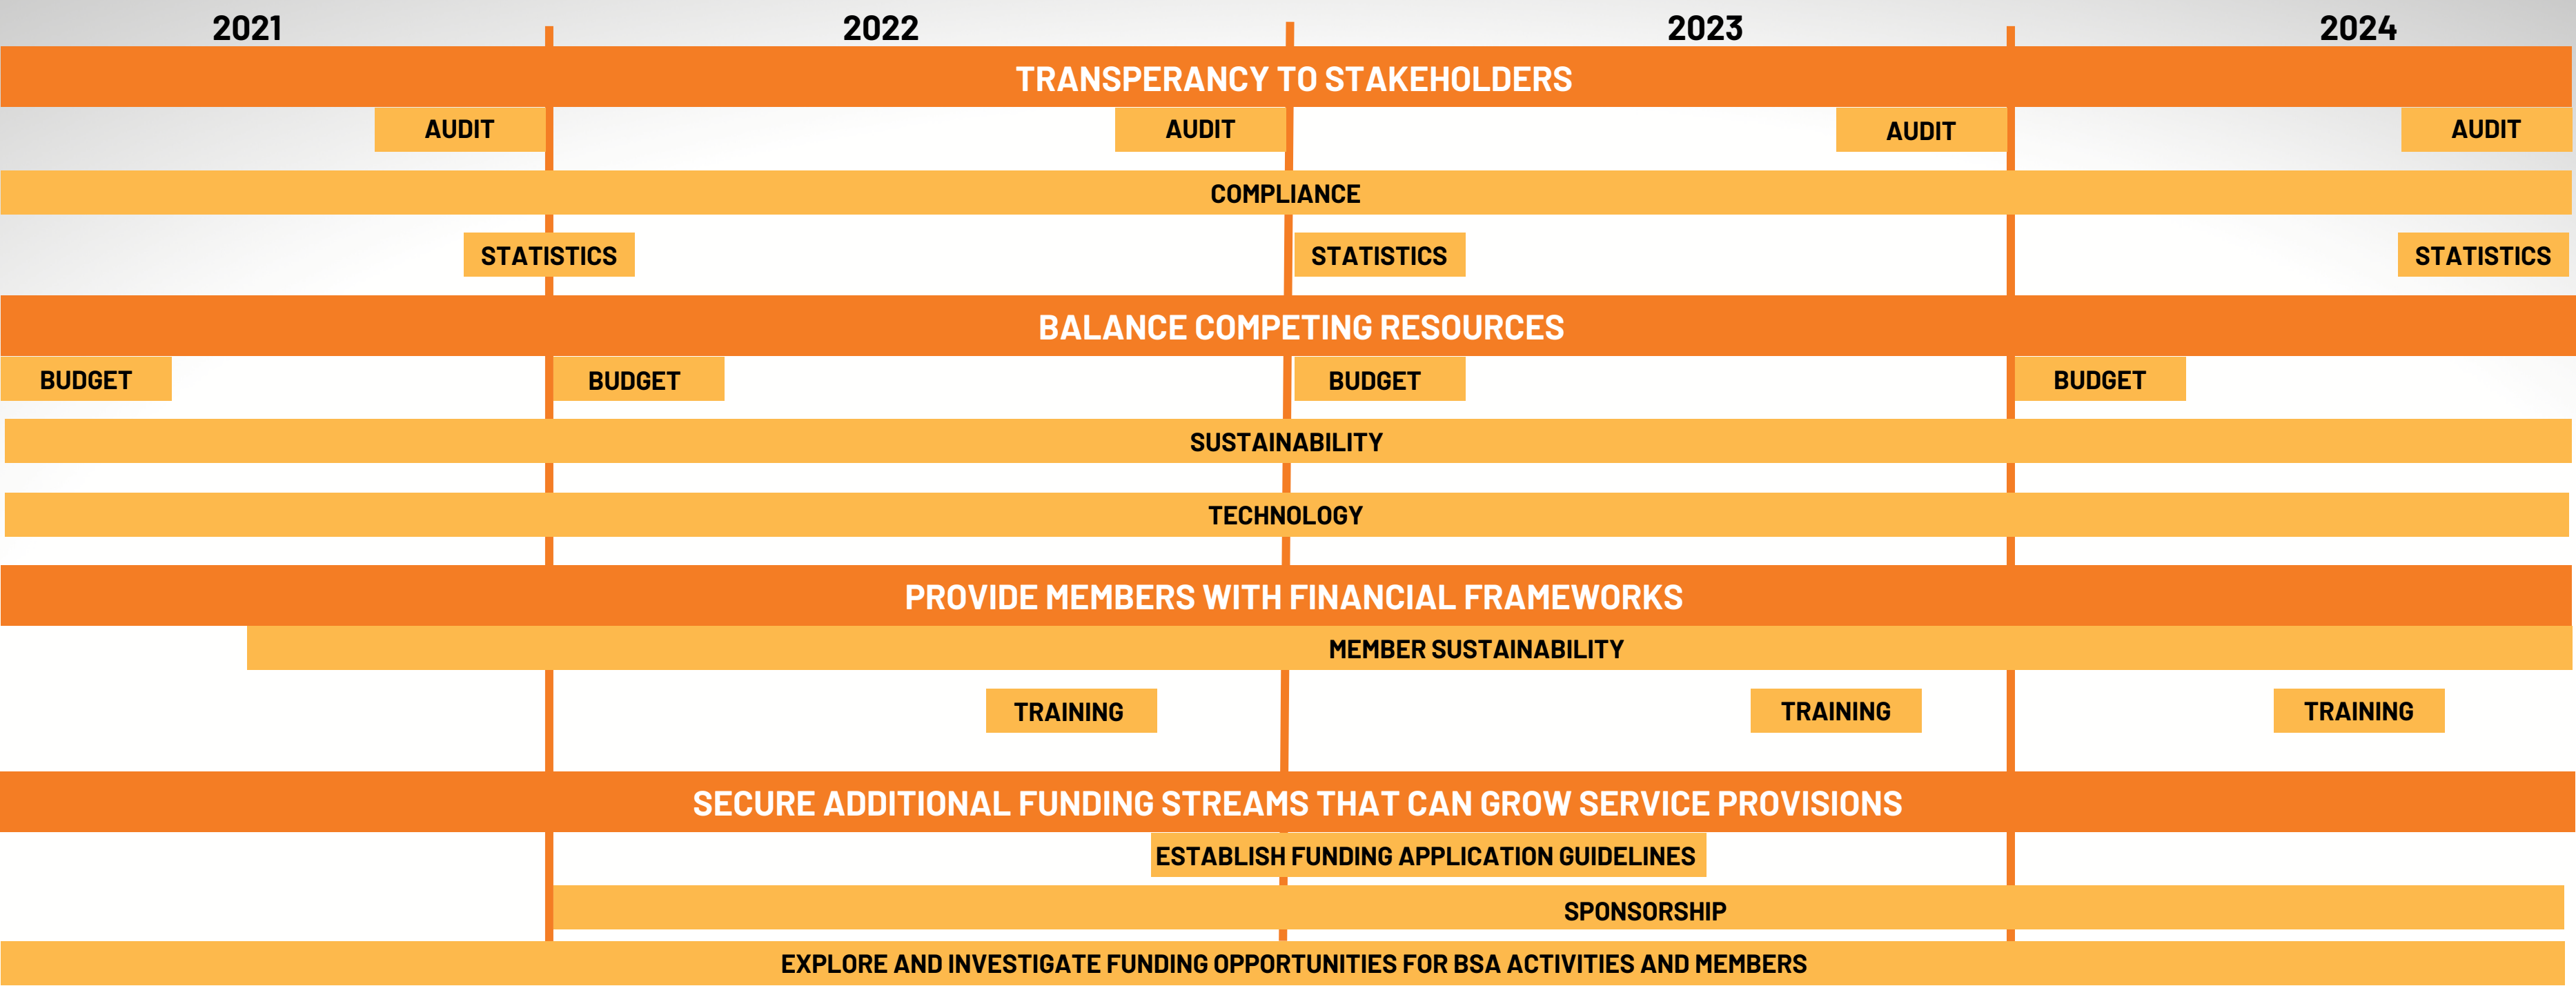 2021 2022 2023 2024
TRANSPERANCY TO STAKEHOLDERS
AUDIT AUDIT AUDIT AUDIT
COMPLIANCE
STATISTICS STATISTICS STATISTICS
BALANCE COMPETING RESOURCES
BUDGET BUDGET BUDGET BUDGET
SUSTAINABILITY
TECHNOLOGY
PROVIDE MEMBERS WITH FINANCIAL FRAMEWORKS
MEMBER SUSTAINABILITY
TRAINING TRAINING TRAINING
SECURE ADDITIONAL FUNDING STREAMS THAT CAN GROW SERVICE PROVISIONS
ESTABLISH FUNDING APPLICATION GUIDELINES
SPONSORSHIP
EXPLORE AND INVESTIGATE FUNDING OPPORTUNITIES FOR BSA ACTIVITIES AND MEMBERS